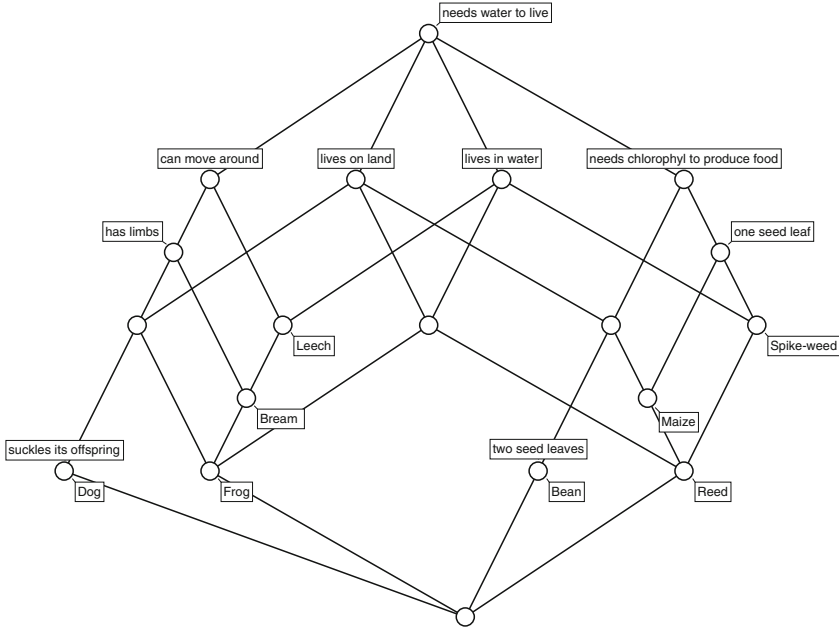 needs water to live
can move around
lives on land
lives in water
needs chlorophyl to produce food
has limbs
one seed leaf
Leech
Spike-weed
Bream
Maize
suckles its offspring
two seed leaves
Dog
Frog
Bean
Reed